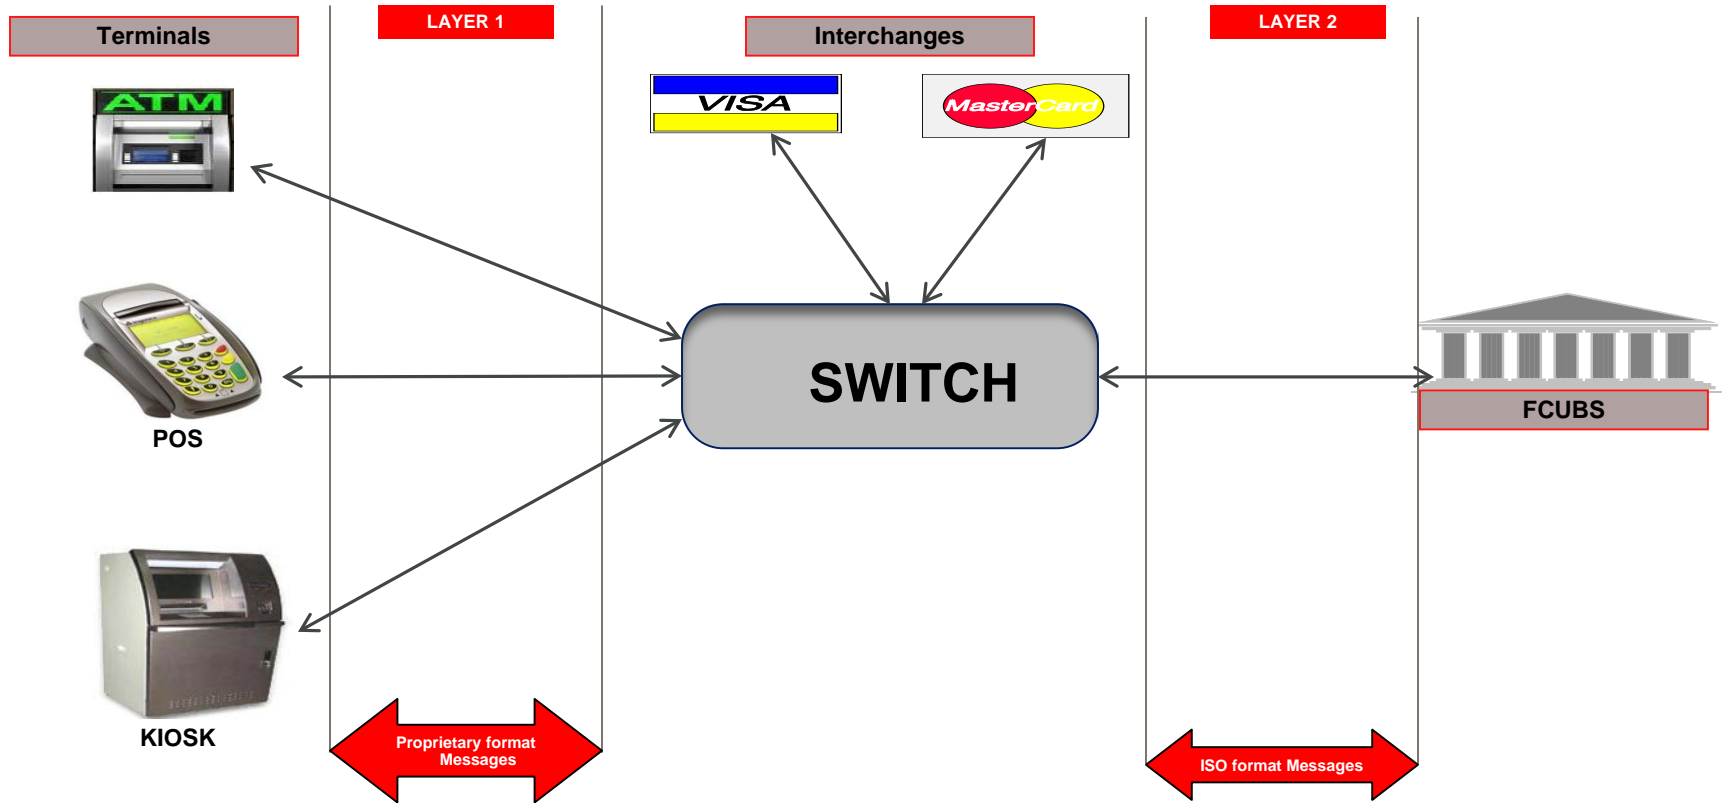 Terminals
LAYER 1
Interchanges
LAYER 2
ATM
VISA
MasterCard
SWITCH
POS
FCUBS
KIOSK
Proprietary format
Messages
ISO format Messages